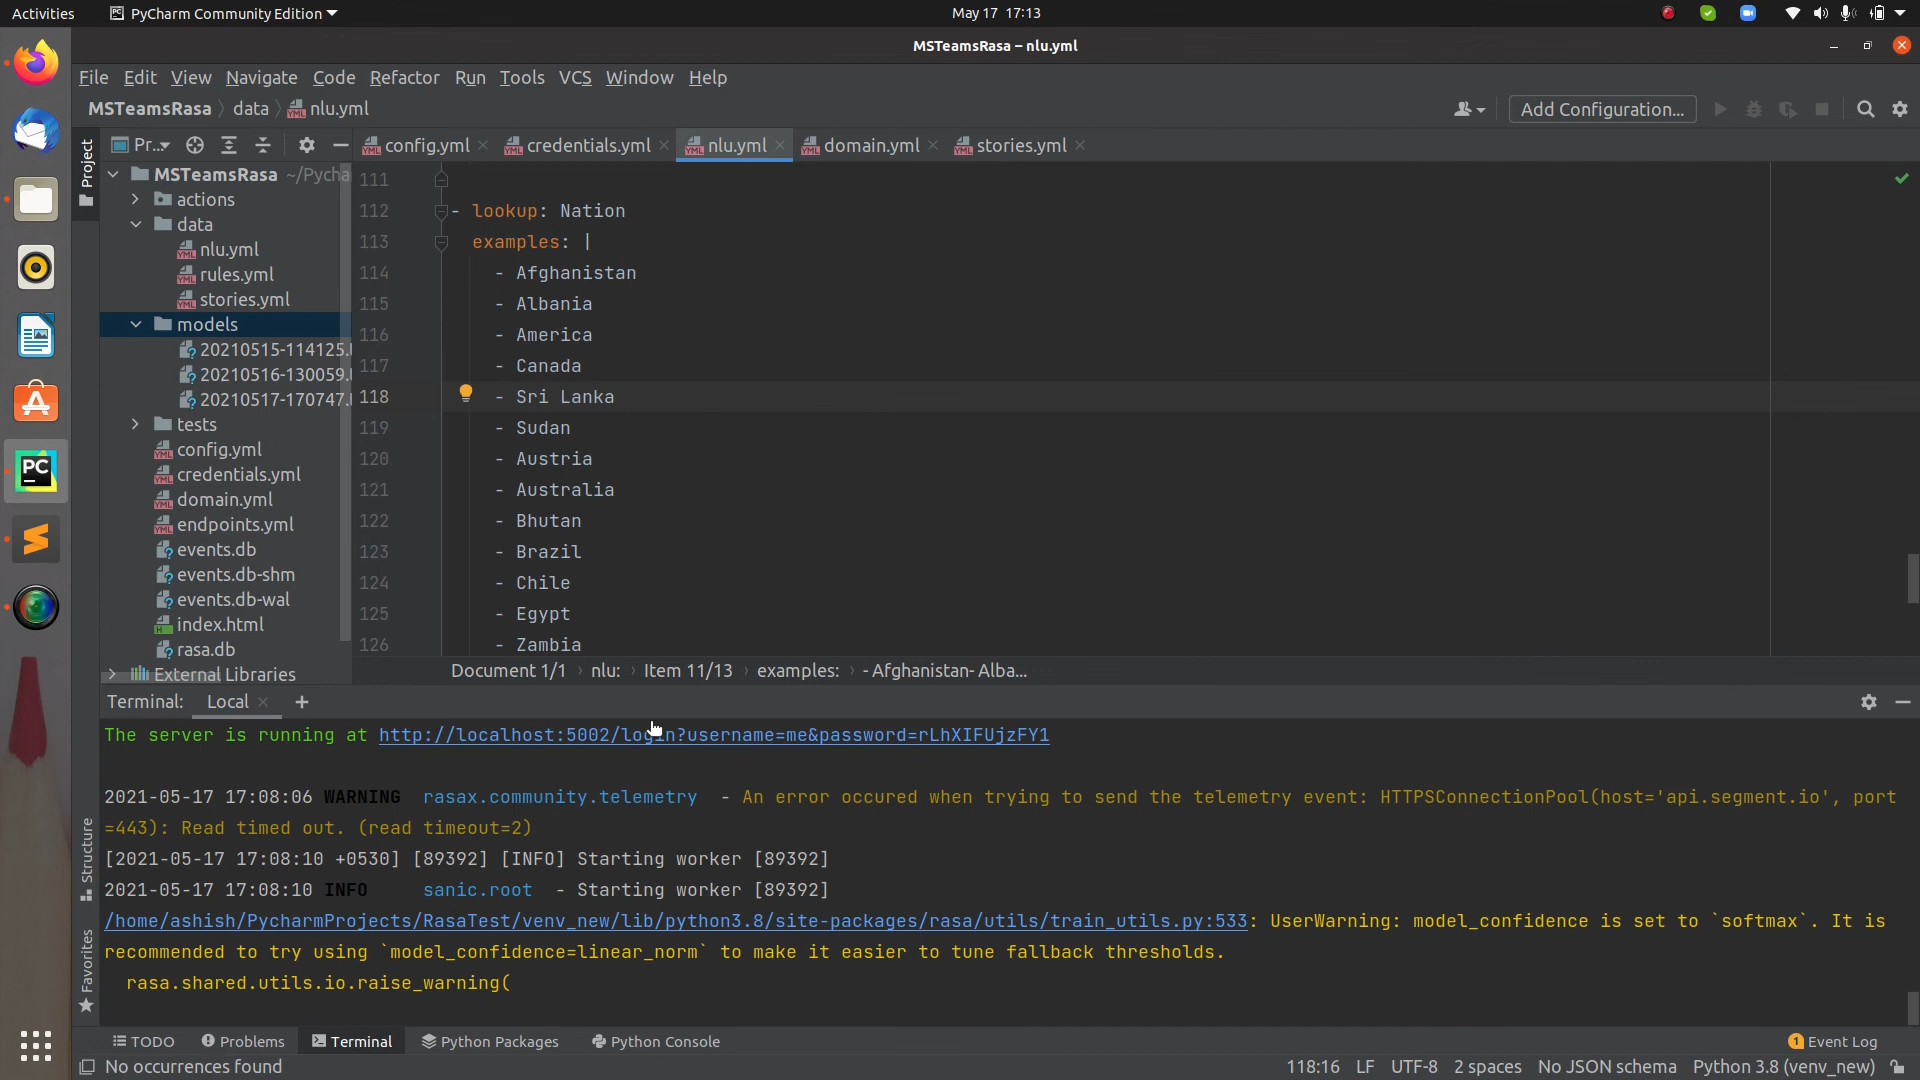 Activities PyCharm Community Edition May 17 17:13
MSTeamsRasa – nlu.yml
File Edit View Navigate Code Refactor Run Tools VCS Window Help
MSTeamsRasa data nlu.yml Add Configuration...
Pr... config.yml credentials.yml nlu.yml domain.yml stories.yml
Project
MSTeamsRasa ~/Pycha
actions
data
nlu.yml
rules.yml
stories.yml
models
20210515-114125.
20210516-130059.
20210517-170747.
tests
config.yml
credentials.yml
domain.yml
endpoints.yml
events.db
events.db-shm
events.db-wal
index.html
rasa.db
External Libraries
111
112 - lookup: Nation
113 examples: |
114 - Afghanistan
115 - Albania
116 - America
117 - Canada
118 - Sri Lanka
119 - Sudan
120 - Austria
121 - Australia
122 - Bhutan
123 - Brazil
124 - Chile
125 - Egypt
126 - Zambia
Document 1/1 › nlu: › Item 11/13 › examples: › - Afghanistan- Alba...
Terminal: Local +
The server is running at http://localhost:5002/login?username=me&password=rLhXIFUjzFY1
2021-05-17 17:08:06 WARNING rasax.community.telemetry - An error occured when trying to send the telemetry event: HTTPSConnectionPool(host='api.segment.io', port
=443): Read timed out. (read timeout=2)
[2021-05-17 17:08:10 +0530] [89392] [INFO] Starting worker [89392]
2021-05-17 17:08:10 INFO sanic.root - Starting worker [89392]
/home/ashish/PycharmProjects/RasaTest/venv_new/lib/python3.8/site-packages/rasa/utils/train_utils.py:533: UserWarning: model_confidence is set to `softmax`. It is
recommended to try using `model_confidence=linear_norm` to make it easier to tune fallback thresholds.
rasa.shared.utils.io.raise_warning(
Structure
Favorites
TODO Problems Terminal Python Packages Python Console 1 Event Log
No occurrences found 118:16 LF UTF-8 2 spaces No JSON schema Python 3.8 (venv_new)